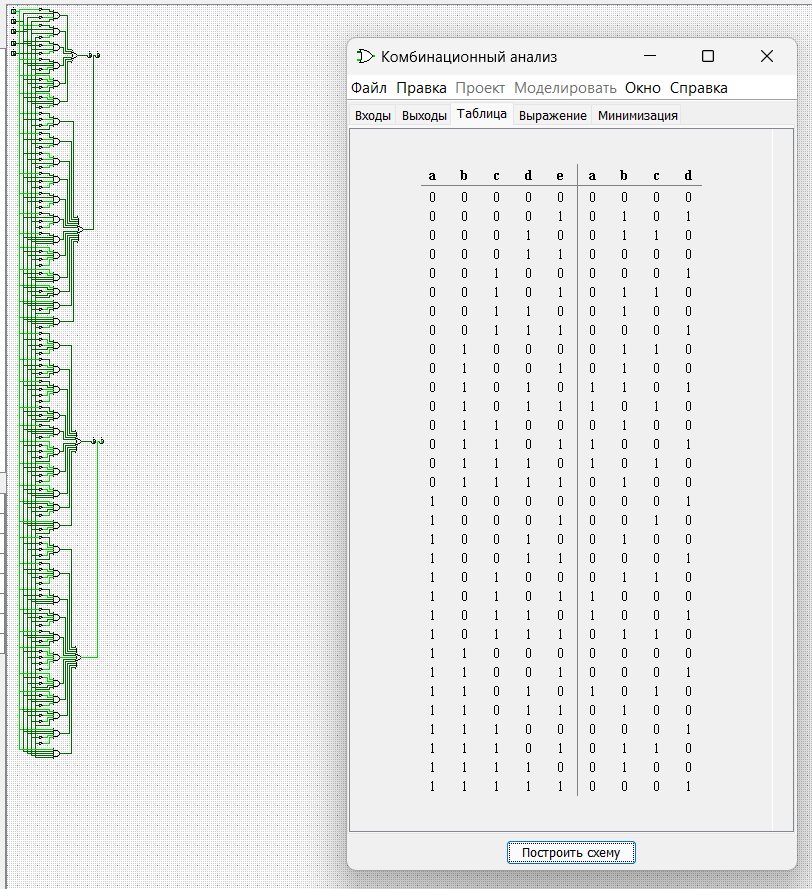 Комбинационный анализ
Файл Правка Проект Моделировать Окно Справка
Входы Выходы Таблица Выражение Минимизация
a b c d e a b c d
0 0 0 0 0 0 0 0 0
0 0 0 0 1 0 1 0 1
0 0 0 1 0 0 1 1 0
0 0 0 1 1 0 0 0 0
0 0 1 0 0 0 0 0 1
0 0 1 0 1 0 1 1 0
0 0 1 1 0 0 1 0 0
0 0 1 1 1 0 0 0 1
0 1 0 0 0 0 1 1 0
0 1 0 0 1 0 1 0 0
0 1 0 1 0 1 1 0 1
0 1 0 1 1 1 0 1 0
0 1 1 0 0 0 1 0 0
0 1 1 0 1 1 0 0 1
0 1 1 1 0 1 0 1 0
0 1 1 1 1 0 1 0 0
1 0 0 0 0 0 0 0 1
1 0 0 0 1 0 0 1 0
1 0 0 1 0 0 1 0 0
1 0 0 1 1 0 0 0 1
1 0 1 0 0 0 1 1 0
1 0 1 0 1 1 0 0 0
1 0 1 1 0 1 0 0 1
1 0 1 1 1 0 1 1 0
1 1 0 0 0 0 0 0 0
1 1 0 0 1 0 0 0 1
1 1 0 1 0 1 0 1 0
1 1 0 1 1 0 1 0 0
1 1 1 0 0 0 0 0 1
1 1 1 0 1 0 1 1 0
1 1 1 1 0 0 1 0 0
1 1 1 1 1 0 0 0 1
Построить схему